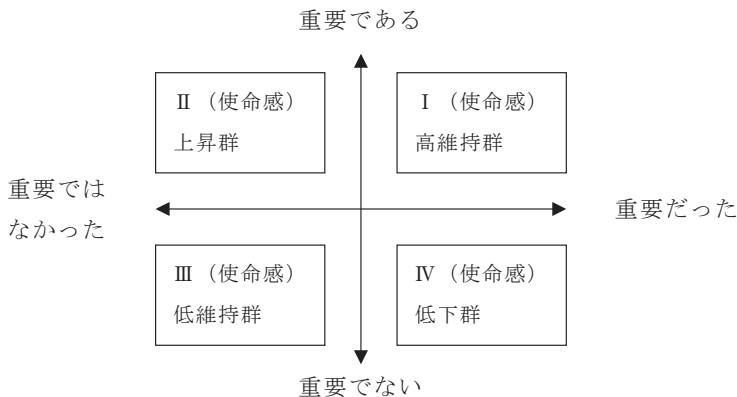 重要である
Ⅱ（使命感）
上昇群
Ⅰ（使命感）
高維持群
重要では
なかった
重要だった
Ⅲ（使命感）
低維持群
Ⅳ（使命感）
低下群
重要でない